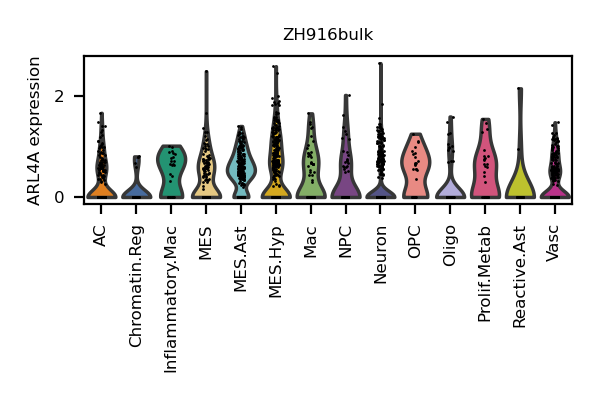 ZH916bulk
ARL4A expression
2
0
AC
Chromatin.Reg
Inflammatory.Mac
MES
MES.Ast
MES.Hyp
Mac
NPC
Neuron
OPC
Oligo
Prolif.Metab
Reactive.Ast
Vasc